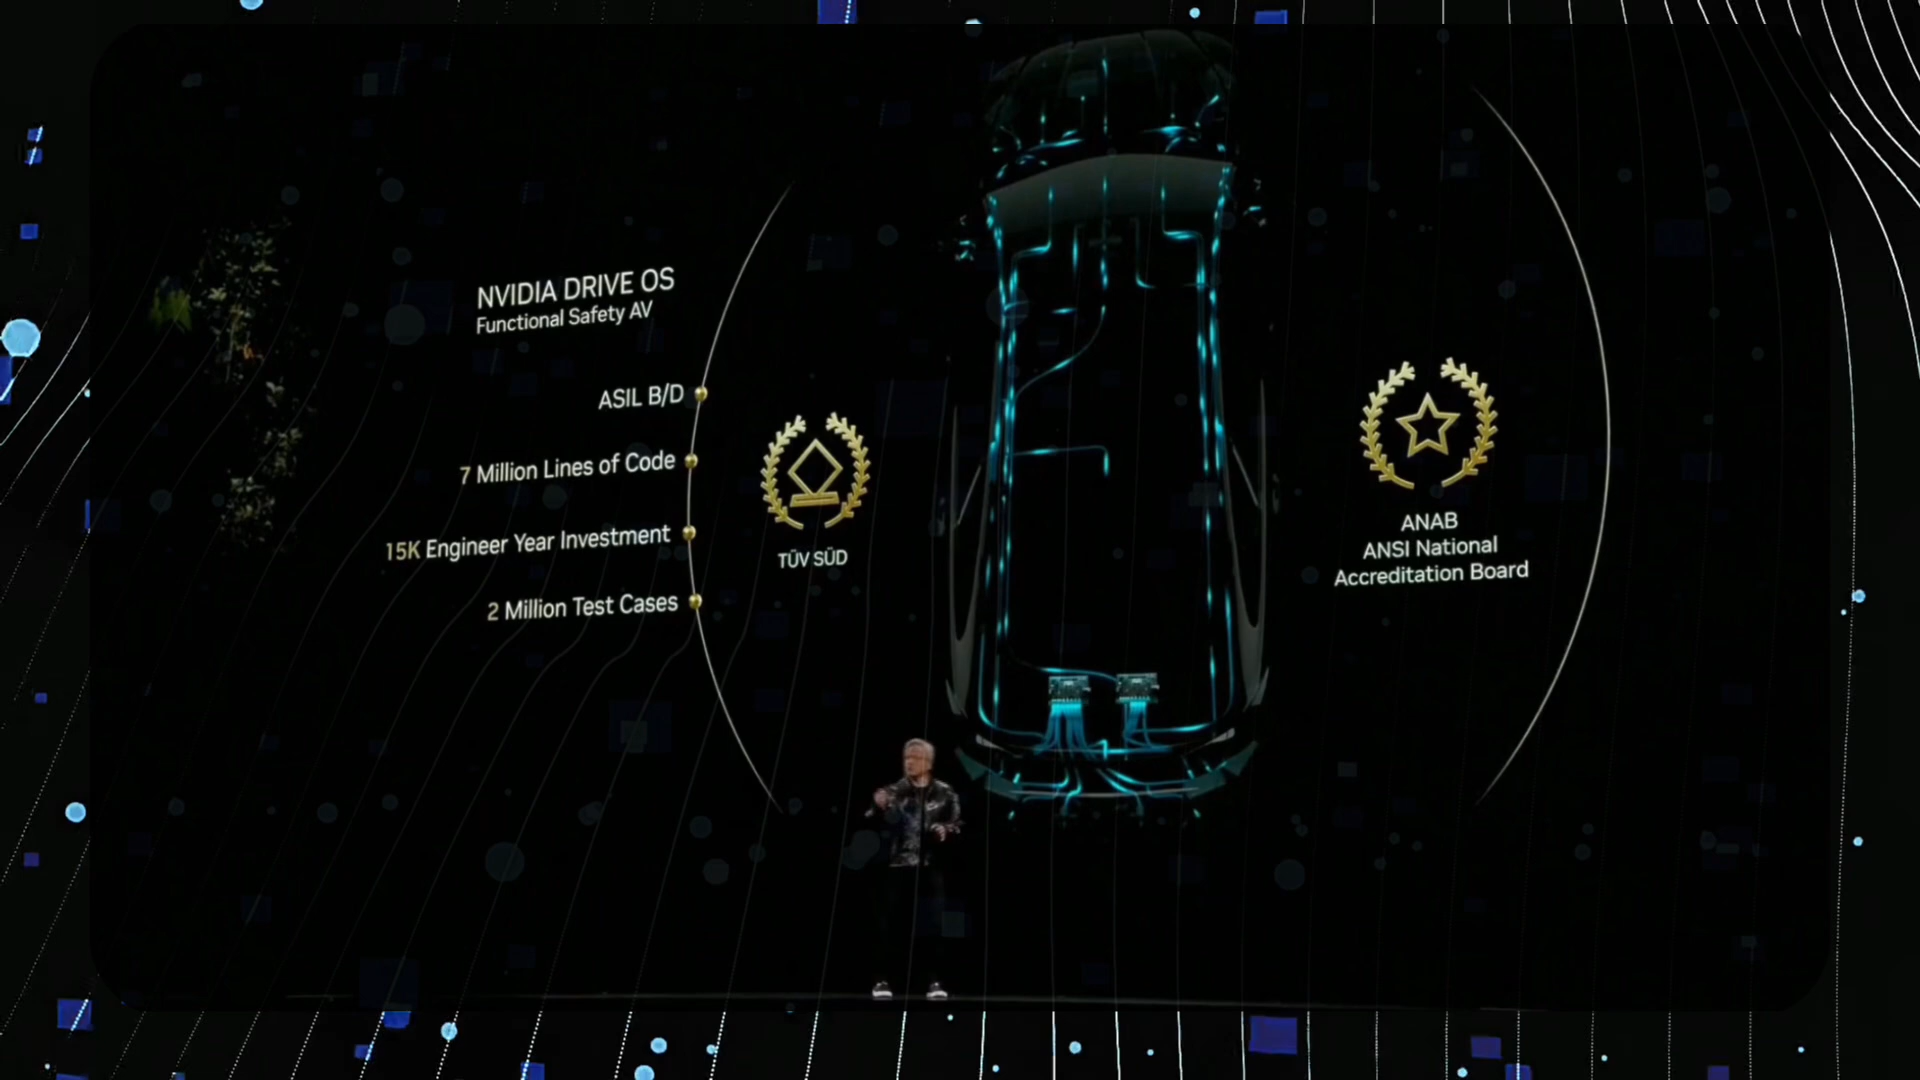 NVIDIA DRIVE OS
Functional Safety AV
ASIL B/D
7 Million Lines of Code
15K Engineer Year Investment
2 Million Test Cases
TÜV SÜD
ANAB
ANSI National
Accreditation Board